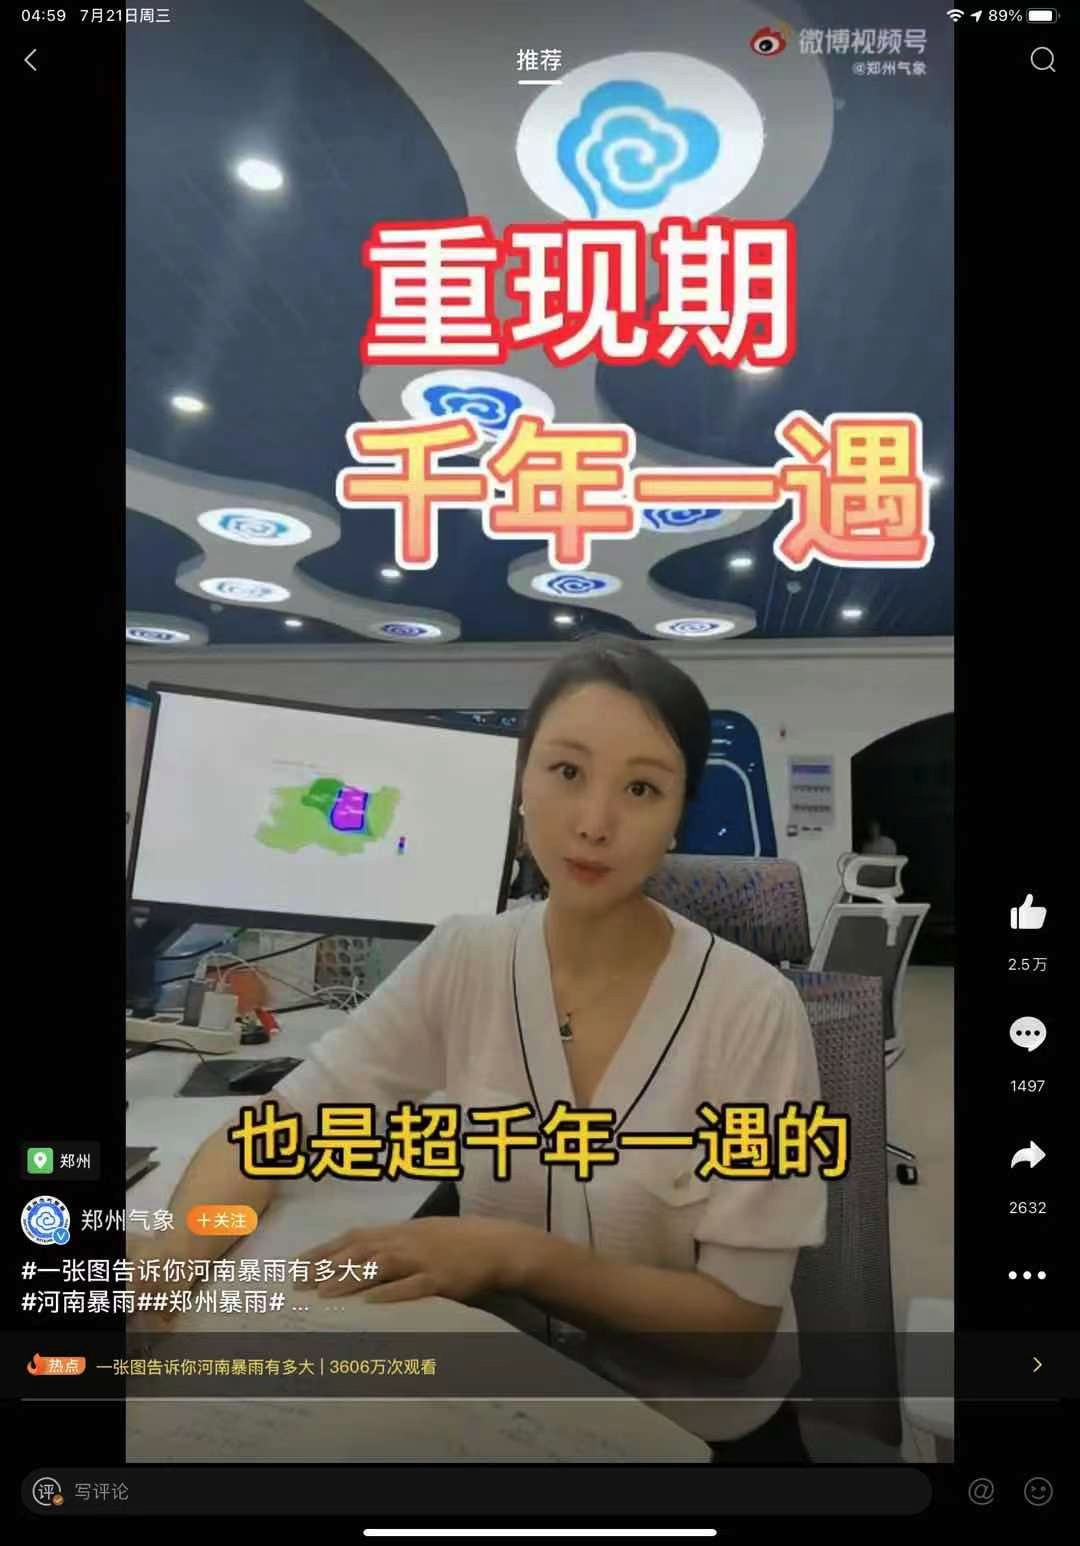 04:59 7月21日周三
89%
推荐
微博视频号
@郑州气象
重现期
千年一遇
2.5万
1497
也是超千年一遇的
郑州
2632
郑州气象
+关注
#一张图告诉你河南暴雨有多大#
#河南暴雨##郑州暴雨# ... ...
热点 一张图告诉你河南暴雨有多大 | 3606万次观看
评 写评论
@